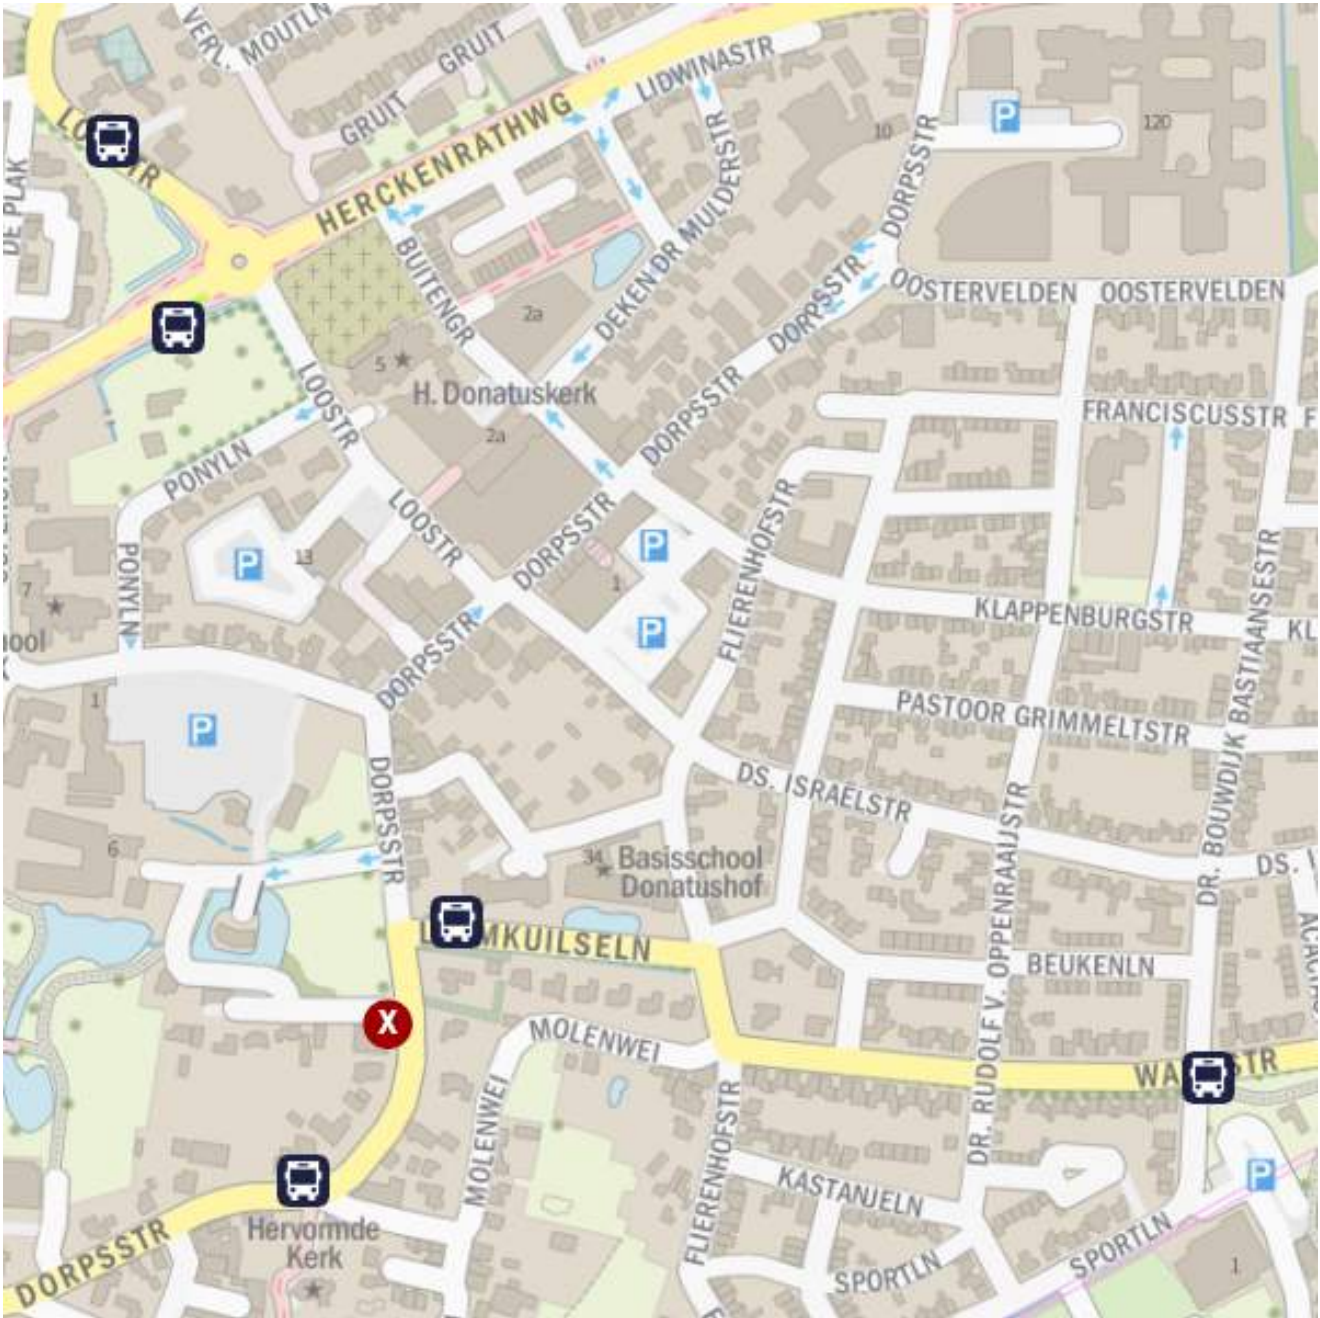 VERL. MOUTLN
GRUIT
GRUIT
LIDWINASTR
HERCKENRATHWG
DE PLAK
P
120
10
DORPSSTR
DEKEN DR MULDERSTR
BUITENGR
OOSTERVELDEN
OOSTERVELDEN
DORPSSTR
2a
5
H. Donatuskerk
LOOSTR
DORPSSTR
FRANCISCUSSTR
F
2a
PONYLN
LOOSTR
DORPSSTR
FLIERENHOFSTR
P
P
13
1
7
PONYLN
KLAPPENBURGSTR
KL
P
DORPSSTR
1
P
PASTOOR GRIMMELTSTR
DR. BOUWDIJK BASTIAANSESTR
DORPSSTR
DS. ISRAËLSTR
DR. RUDOLF V. OPPENRAAIJSTR
DS. I
6
34
Basisschool
Donatushof
MKUILSELN
BEUKENLN
X
MOLENWEI
MOLENWEI
FLIERENHOFSTR
KASTANJELN
P
Hervormde
Kerk
DORPSSTR
SPORTLN
SPORTLN
1